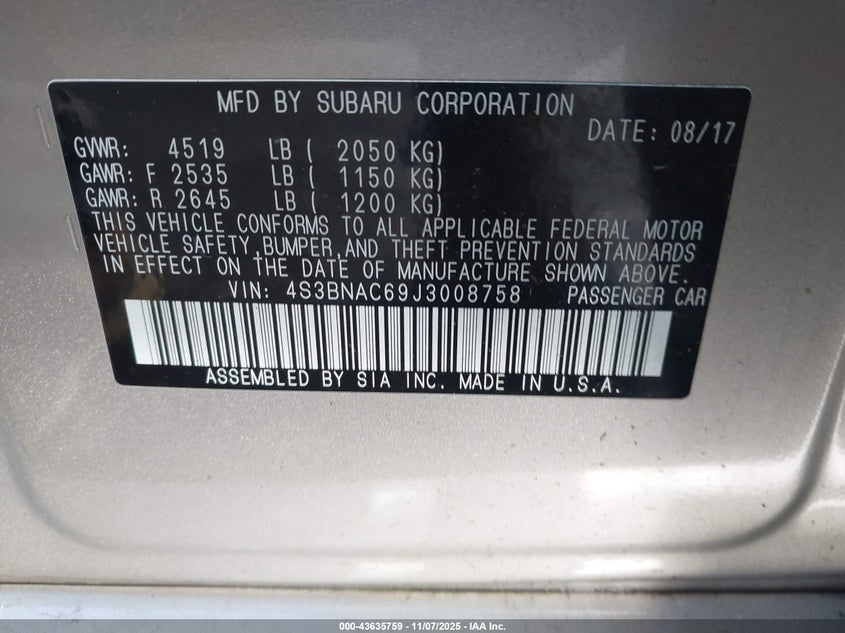 MFD BY SUBARU CORPORATION
DATE: 08/17
GVWR: 4519 LB ( 2050 KG)
GAWR: F 2535 LB ( 1150 KG)
GAWR: R 2645 LB ( 1200 KG)
THIS VEHICLE CONFORMS TO ALL APPLICABLE FEDERAL MOTOR
VEHICLE SAFETY, BUMPER, AND THEFT PREVENTION STANDARDS
IN EFFECT ON THE DATE OF MANUFACTURE SHOWN ABOVE.
VIN: 4S3BNAC69J3008758 PASSENGER CAR
ASSEMBLED BY SIA INC. MADE IN U.S.A.
000-43635759 — 11/07/2025 — IAA Inc.